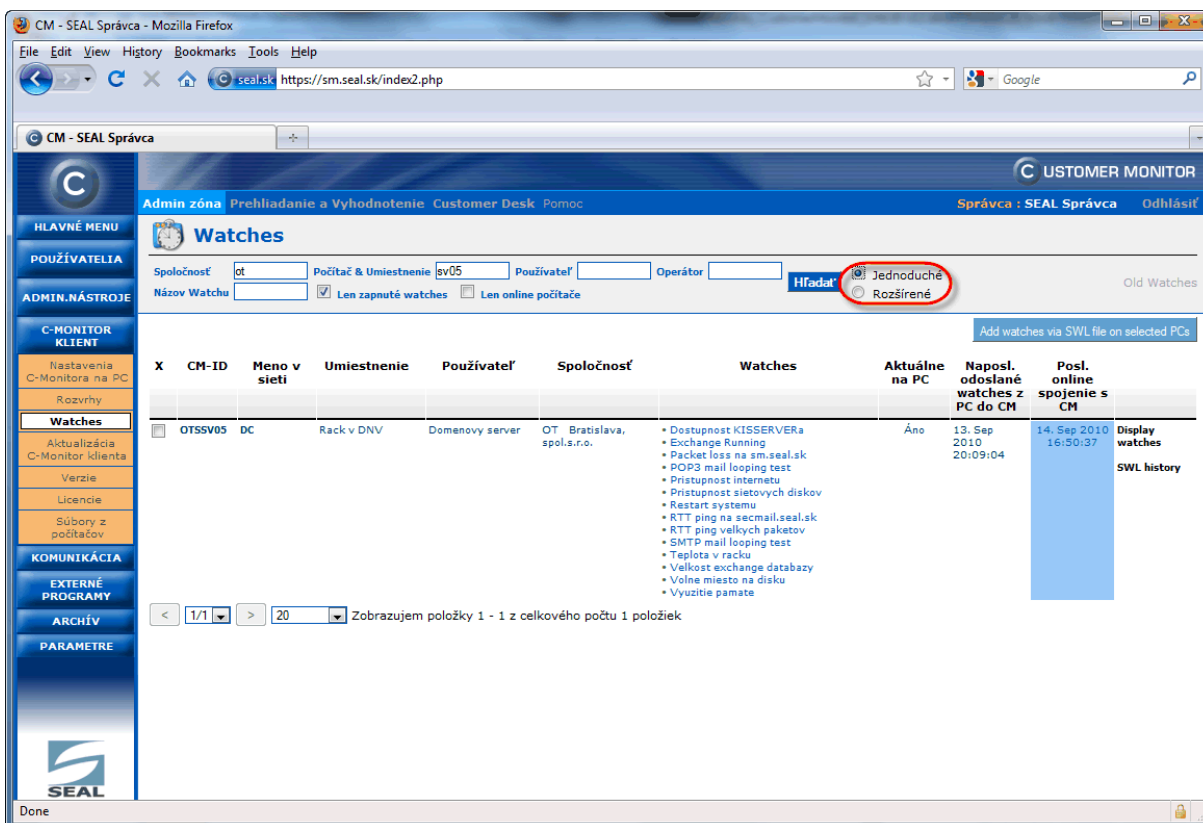 CM - SEAL Správca - Mozilla Firefox
File Edit View History Bookmarks Tools Help
seal.sk https://sm.seal.sk/index2.php
Google
CM - SEAL Správca
C
CUSTOMER MONITOR
Admin zóna Prehliadanie a Vyhodnotenie Customer Desk Pomoc
Správca : SEAL Správca Odhlásiť
HLAVNÉ MENU
POUŽÍVATELIA
ADMIN.NÁSTROJE
C-MONITOR
KLIENT
Nastavenia
C-Monitora na PC
Rozvrhy
Watches
Aktualizácia
C-Monitor klienta
Verzie
Licencie
Súbory z
počítačov
KOMUNIKÁCIA
EXTERNÉ
PROGRAMY
ARCHÍV
PARAMETRE
SEAL
Watches
Spoločnosť ot Počítač & Umiestnenie sv05 Používateľ Operátor
Názov Watchu Len zapnuté watches Len online počítače
Hľadať
Jednoduché
Rozšírené
Old Watches
Add watches via SWL file on selected PCs
X CM-ID Meno v sieti Umiestnenie Používateľ Spoločnosť Watches Aktuálne na PC Naposl. odoslané watches z PC do CM Posl. online spojenie s CM
OTSSV05 DC Rack v DNV Domenovy server OT Bratislava, spol.s.r.o.
• Dostupnost KISSERVERa
• Exchange Running
• Packet loss na sm.seal.sk
• POP3 mail looping test
• Pristupnost internetu
• Pristupnost sietovych diskov
• Restart systemu
• RTT ping na secmail.seal.sk
• RTT ping velkych paketov
• SMTP mail looping test
• Teplota v racku
• Velkost exchange databazy
• Volne miesto na disku
• Vyuzitie pamate
Áno
13. Sep
2010
20:09:04
14. Sep 2010
16:50:37
Display
watches
SWL history
< 1/1 > 20 Zobrazujem položky 1 - 1 z celkového počtu 1 položiek
Done